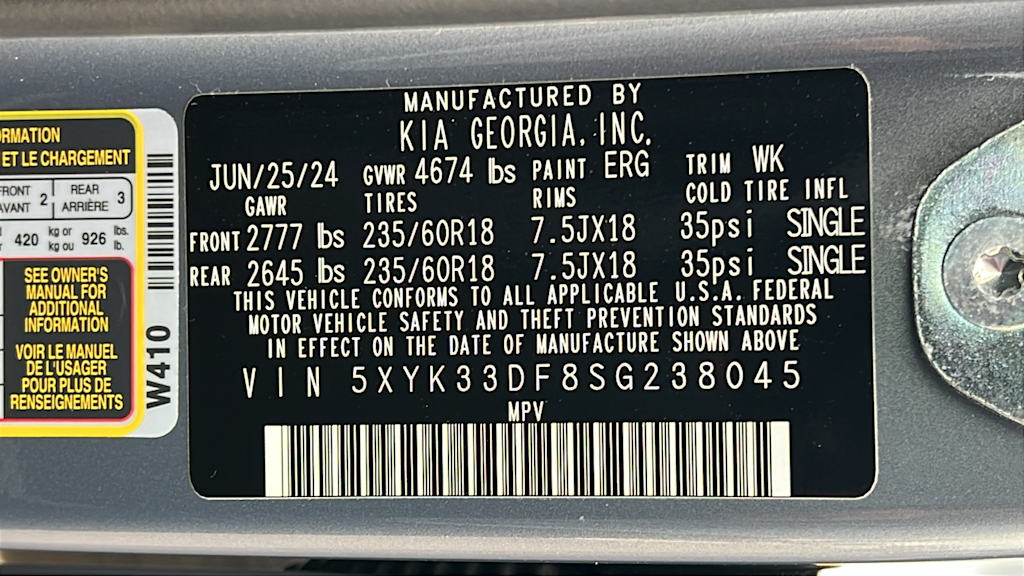 MANUFACTURED BY
KIA GEORGIA, INC.
JUN/25/24 GVWR 4674 lbs PAINT ERG TRIM WK
GAWR TIRES RIMS COLD TIRE INFL
FRONT 2777 lbs 235/60R18 7.5JX18 35psi SINGLE
REAR 2645 lbs 235/60R18 7.5JX18 35psi SINGLE
THIS VEHICLE CONFORMS TO ALL APPLICABLE U.S.A. FEDERAL
MOTOR VEHICLE SAFETY AND THEFT PREVENTION STANDARDS
IN EFFECT ON THE DATE OF MANUFACTURE SHOWN ABOVE
VIN 5XYK33DF8SG238045
MPV
ET LE CHARGEMENT
FRONT 2 REAR 3
AVANT ARRIÈRE
420 kg or 926 lbs.
kg ou lb.
SEE OWNER'S
MANUAL FOR
ADDITIONAL
INFORMATION
VOIR LE MANUEL
DE L'USAGER
POUR PLUS DE
RENSEIGNEMENTS
W410